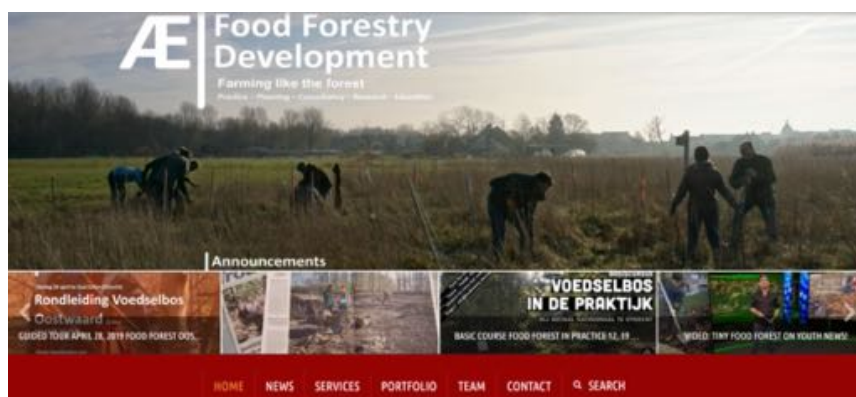 Æ
Food Forestry
Development
Farming like the forest
Practice - Planning - Consultancy - Research - Education
Announcements
Rondleiding Voedselbos
Oostwaard
GUIDED TOUR APRIL 28, 2019 FOOD FOREST OOS...
VOEDSELBOS
IN DE PRAKTIJK
BASIC COURSE FOOD FOREST IN PRACTICE 12, 19 ...
VIDEO: TINY FOOD FOREST ON YOUTH NEWS!
HOME NEWS SERVICES PORTFOLIO TEAM CONTACT SEARCH